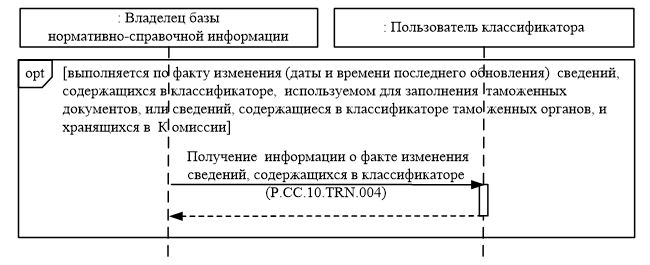 : Владелец базы
нормативно-справочной информации
: Пользователь классификатора
opt
[выполняется по факту изменения (даты и времени последнего обновления) сведений,
содержащихся в классификаторе, используемом для заполнения таможенных
документов, или сведений, содержащиеся в классификаторе таможенных органов, и
хранящихся в Комиссии]
Получение информации о факте изменения
сведений, содержащихся в классификаторе
(P.CC.10.TRN.004)